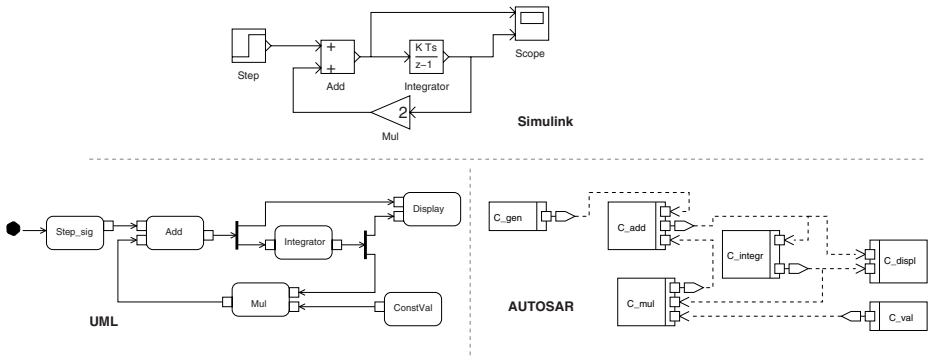 Step
+
+
Add
K Ts
z−1
Integrator
Scope
2
Mul
Simulink
Step_sig
Add
Integrator
Display
Mul
ConstVal
UML
C_gen
C_add
C_integr
C_displ
C_mul
C_val
AUTOSAR